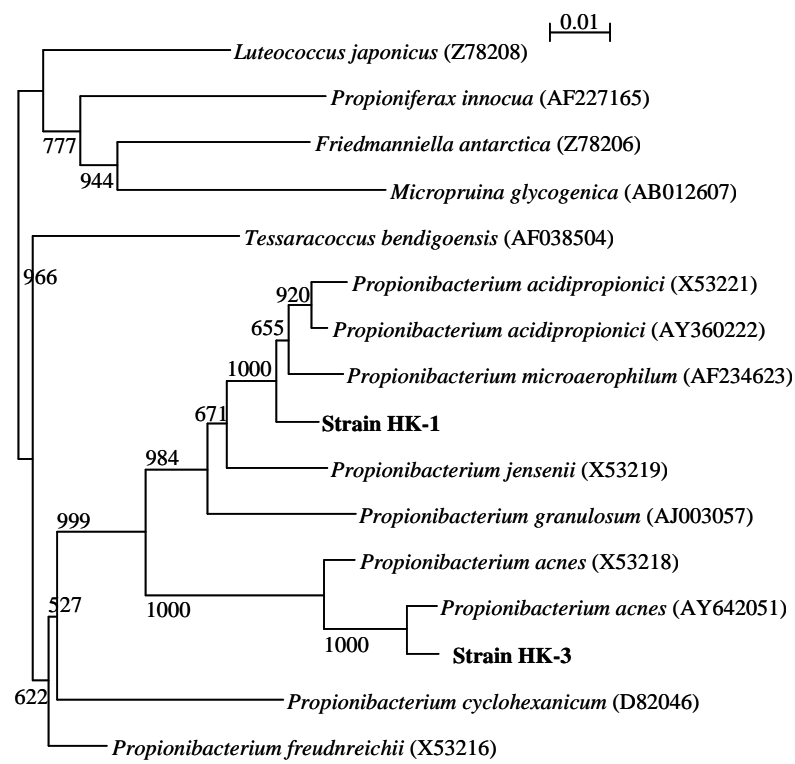 0.01
Luteococcus japonicus (Z78208)
Propioniferax innocua (AF227165)
777
Friedmanniella antarctica (Z78206)
944
Micropruina glycogenica (AB012607)
Tessaracoccus bendigoensis (AF038504)
966
Propionibacterium acidipropionici (X53221)
920
655
Propionibacterium acidipropionici (AY360222)
1000
Propionibacterium microaerophilum (AF234623)
671
Strain HK-1
984
Propionibacterium jensenii (X53219)
999
Propionibacterium granulosum (AJ003057)
Propionibacterium acnes (X53218)
527
1000
Propionibacterium acnes (AY642051)
1000
Strain HK-3
622
Propionibacterium cyclohexanicum (D82046)
Propionibacterium freudnreichii (X53216)